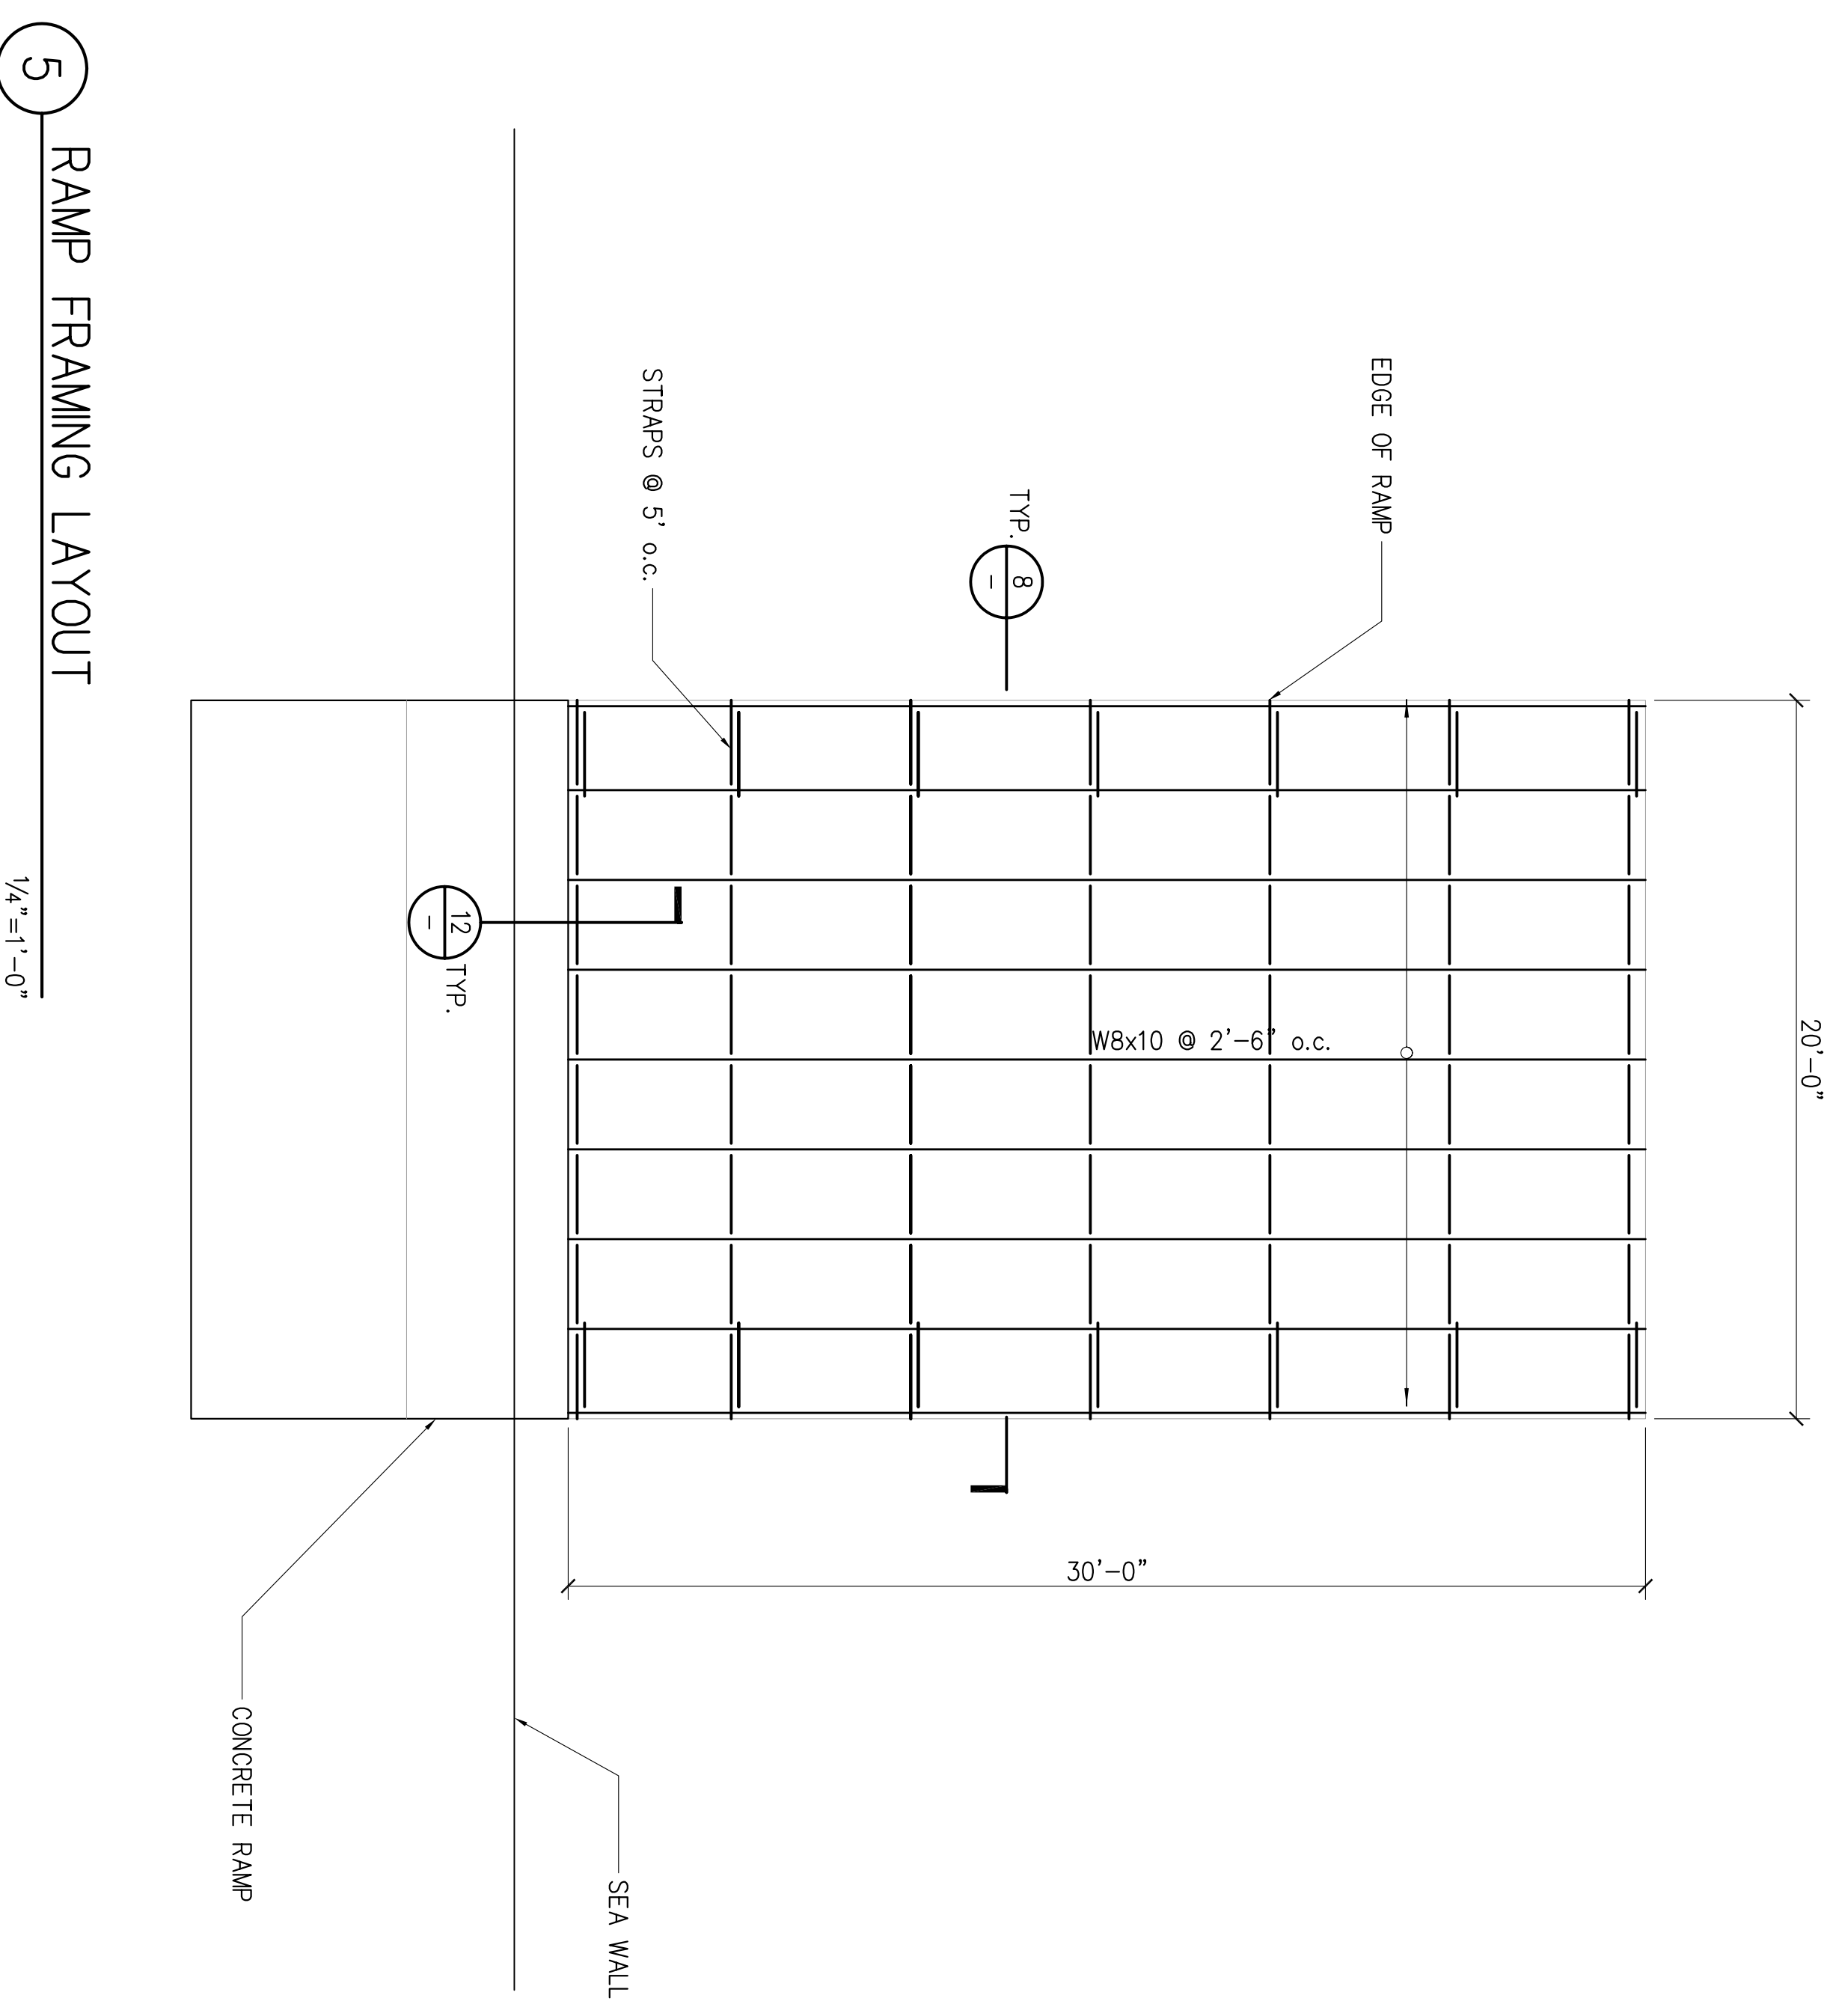 20'-0"
EDGE OF RAMP
TYP.
8
-
STRAPS @ 5' o.c.
W8x10 @ 2'-6" o.c.
30'-0"
12
-
TYP.
SEA WALL
CONCRETE RAMP
5
RAMP FRAMING LAYOUT
1/4"=1'-0"